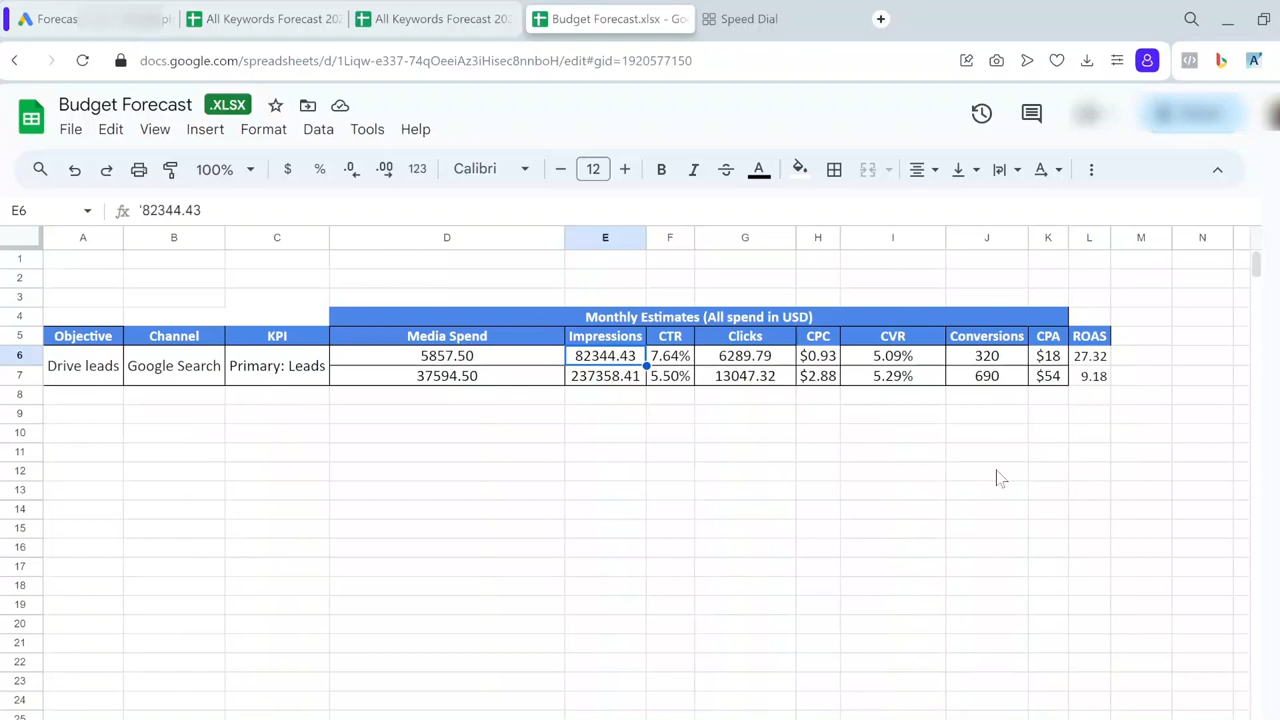 Forecas
All Keywords Forecast 202
All Keywords Forecast 202
Budget Forecast.xlsx - Go
Speed Dial
docs.google.com/spreadsheets/d/1Liqw-e337-74qOeeiAz3iHisec8nnboH/edit#gid=1920577150
Budget Forecast .XLSX
File Edit View Insert Format Data Tools Help
100% $ % .0 .00 123 Calibri 12 B I S A
E6 fx '82344.43
A B C D E F G H I J K L M N
1
2
3
4 Monthly Estimates (All spend in USD)
5 Objective Channel KPI Media Spend Impressions CTR Clicks CPC CVR Conversions CPA ROAS
6 5857.50 82344.43 7.64% 6289.79 $0.93 5.09% 320 $18 27.32
Drive leads Google Search Primary: Leads
7 37594.50 237358.41 5.50% 13047.32 $2.88 5.29% 690 $54 9.18
8
9
10
11
12
13
14
15
16
17
18
19
20
21
22
23
24
25